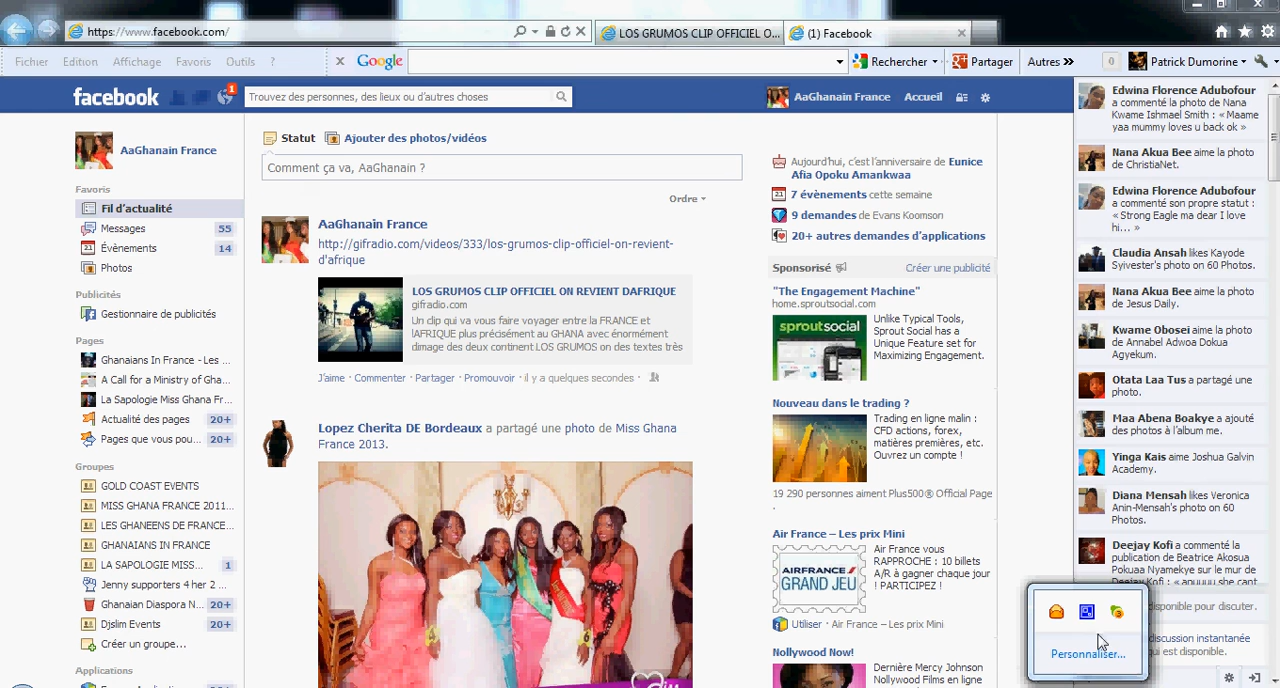 https://www.facebook.com/
LOS GRUMOS CLIP OFFICIEL O...
(1) Facebook
Fichier Edition Affichage Favoris Outils ?
Google
Rechercher
Partager
Autres »
0
Patrick Dumorine
facebook
1
Trouvez des personnes, des lieux ou d'autres choses
AaGhanain France Accueil
AaGhanain France
Favoris
Fil d'actualité
Messages 55
Évènements 14
Photos
Publicités
Gestionnaire de publicités
Pages
Ghanaians In France - Les ...
A Call for a Ministry of Gha...
La Sapologie Miss Ghana Fr...
Actualité des pages 20+
Pages que vous pou... 20+
Groupes
GOLD COAST EVENTS
MISS GHANA FRANCE 2011...
LES GHANEENS DE FRANCE...
GHANAIANS IN FRANCE
LA SAPOLOGIE MISS... 1
Jenny supporters 4 her 2 ...
Ghanaian Diaspora N... 20+
Djslim Events 20+
Créer un groupe...
Applications
Statut Ajouter des photos/vidéos
Comment ça va, AaGhanain ?
Ordre
AaGhanain France
http://gifradio.com/videos/333/los-grumos-clip-officiel-on-revient-
d'afrique
LOS GRUMOS CLIP OFFICIEL ON REVIENT DAFRIQUE
gifradio.com
Un clip qui va vous faire voyager entre la FRANCE et
lAFRIQUE plus précisément au GHANA avec énormément
dimage des deux continent LOS GRUMOS on des textes très
J'aime · Commenter · Partager · Promouvoir · il y a quelques secondes ·
Lopez Cherita DE Bordeaux a partagé une photo de Miss Ghana
France 2013.
Aujourd'hui, c'est l'anniversaire de Eunice
Afia Opoku Amankwaa
7 évènements cette semaine
9 demandes de Evans Koomson
20+ autres demandes d'applications
Sponsorisé Créer une publicité
"The Engagement Machine"
home.sproutsocial.com
sproutsocial
Unlike Typical Tools,
Sprout Social has a
Unique Feature set for
Maximizing Engagement.
Nouveau dans le trading ?
Trading en ligne malin :
CFD actions, forex,
matières premières, etc.
Ouvrez un compte !
19 290 personnes aiment Plus500® Official Page
.
Air France – Les prix Mini
AIRFRANCE
GRAND JEU
Air France vous
RAPPROCHE : 10 billets
A/R à gagner chaque jour
! PARTICIPEZ !
Utiliser · Air France – Les prix Mini
Nollywood Now!
Dernière Mercy Johnson
Nollywood Films en ligne
Edwina Florence Adubofour
a commenté la photo de Nana
Kwame Ishmael Smith : « Maame
yaa mummy loves u back ok »
Nana Akua Bee aime la photo
de ChristiaNet.
Edwina Florence Adubofour
a commenté son propre statut :
« Strong Eagle ma dear I love
hi... »
Claudia Ansah likes Kayode
Syivester's photo on 60 Photos.
Nana Akua Bee aime la photo
de Jesus Daily.
Kwame Obosei aime la photo
de Annabel Adwoa Dokua
Agyekum.
Otata Laa Tus a partagé une
photo.
Maa Abena Boakye a ajouté
des photos à l'album me.
Yinga Kais aime Joshua Galvin
Academy.
Diana Mensah likes Veronica
Anin-Mensah's photo on 60
Photos.
Deejay Kofi a commenté la
publication de Beatrice Akosua
Pokuaa Nyamekye sur le mur de
Deejay Kofi : « anuuuu she cant
disponible pour discuter.
discussion instantanée
qui est disponible.
Personnaliser...